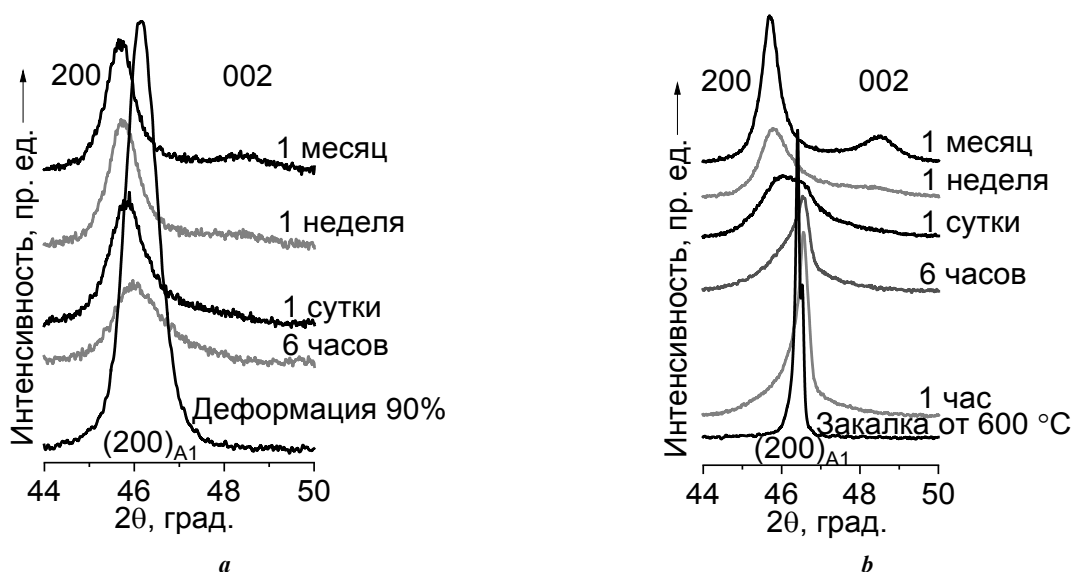 Интенсивность, пр. ед.
200
002
1 месяц
1 неделя
1 сутки
6 часов
Деформация 90%
(200)A1
44 46 48 50
2θ, град.
a
Интенсивность, пр. ед.
200
002
1 месяц
1 неделя
1 сутки
6 часов
1 час
Закалка от 600 °C
(200)A1
44 46 48 50
2θ, град.
b